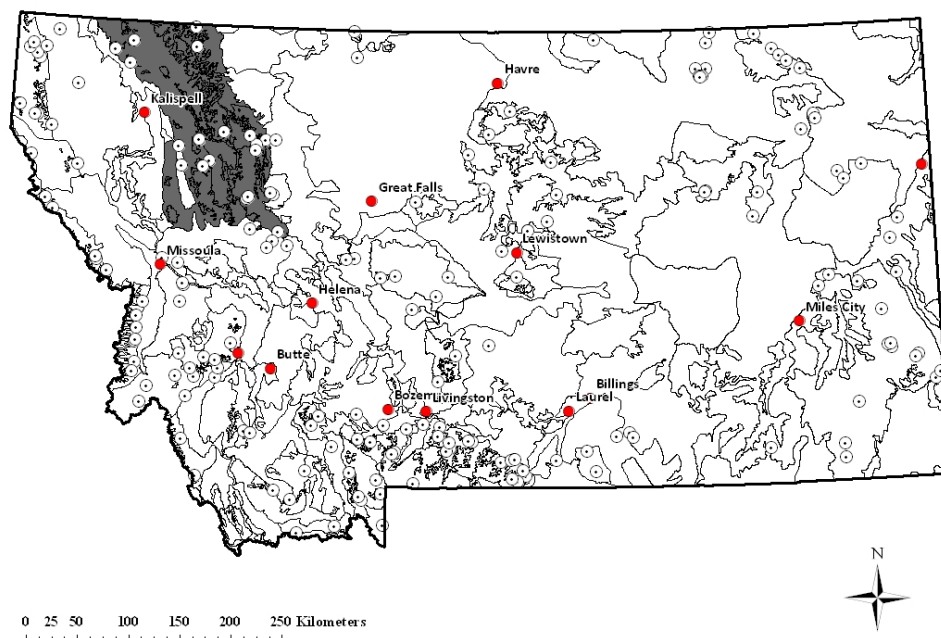 Havre
Kalispell
Great Falls
Lewistown
Missoula
Helena
Miles City
Butte
Billings
Bozem
Livingston
Laurel
N
0 25 50 100 150 200 250 Kilometers